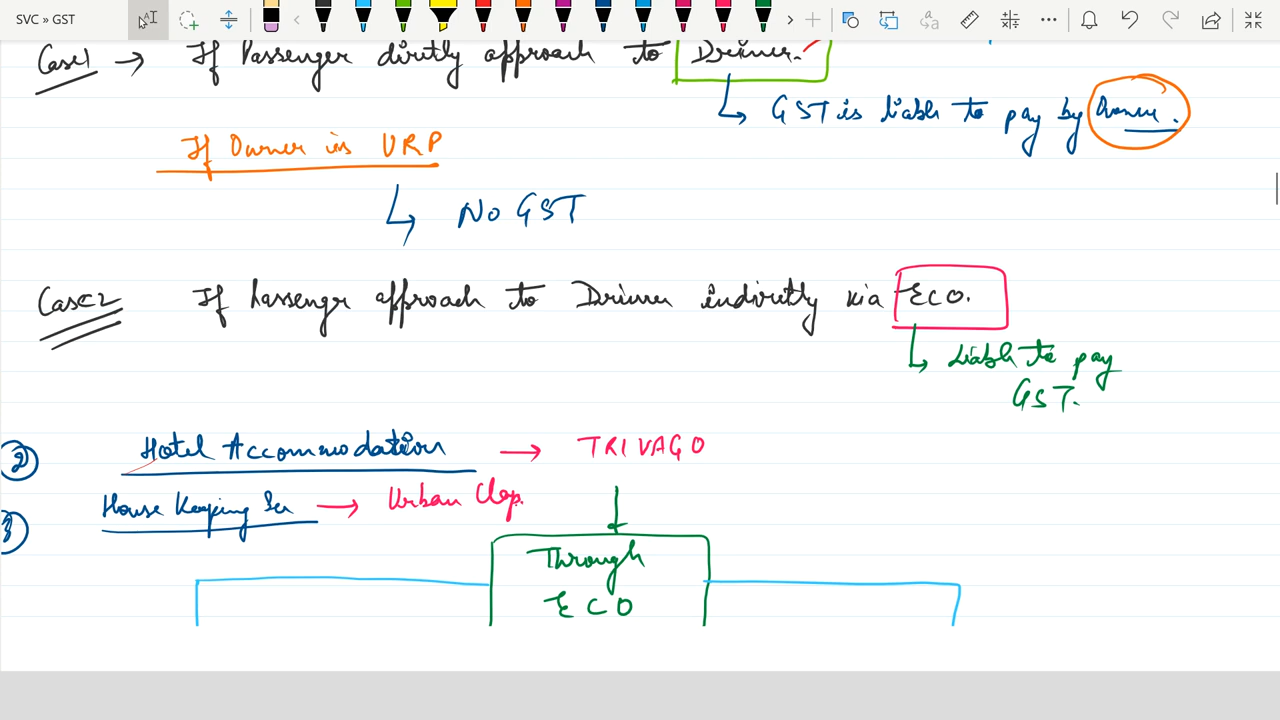 SVC » GST
Case1 → If Passenger dirctly approach to Driver.
↳ GST is liable to pay by Owner.
If Owner is URP
↳ No GST
Case2 If passenger approach to Driver indirectly via ECO.
↳ Liable to pay
GST.
② Hotel Accommodation → TRIVAGO
③ House Keeping Ser → Urban Clap.
Through
ECO